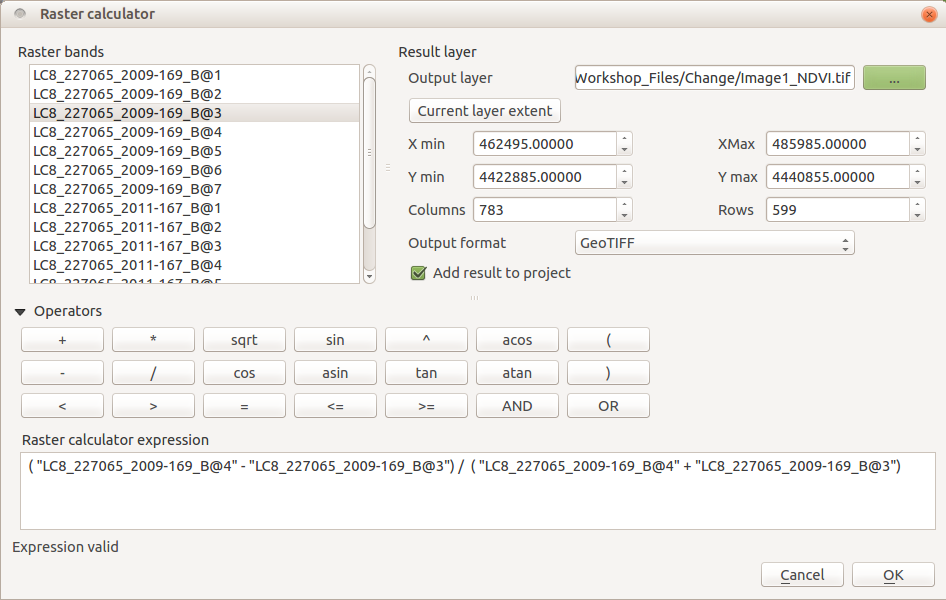 Raster calculator
Raster bands
LC8_227065_2009-169_B@1
LC8_227065_2009-169_B@2
LC8_227065_2009-169_B@3
LC8_227065_2009-169_B@4
LC8_227065_2009-169_B@5
LC8_227065_2009-169_B@6
LC8_227065_2009-169_B@7
LC8_227065_2011-167_B@1
LC8_227065_2011-167_B@2
LC8_227065_2011-167_B@3
LC8_227065_2011-167_B@4
LC8_227065_2011-167_B@5
Result layer
Output layer Workshop_Files/Change/Image1_NDVI.tif ...
Current layer extent
X min 462495.00000 XMax 485985.00000
Y min 4422885.00000 Y max 4440855.00000
Columns 783 Rows 599
Output format GeoTIFF
Add result to project
Operators
+ * sqrt sin ^ acos (
- / cos asin tan atan )
< > = <= >= AND OR
Raster calculator expression
( "LC8_227065_2009-169_B@4" - "LC8_227065_2009-169_B@3") / ( "LC8_227065_2009-169_B@4" + "LC8_227065_2009-169_B@3")
Expression valid
Cancel OK